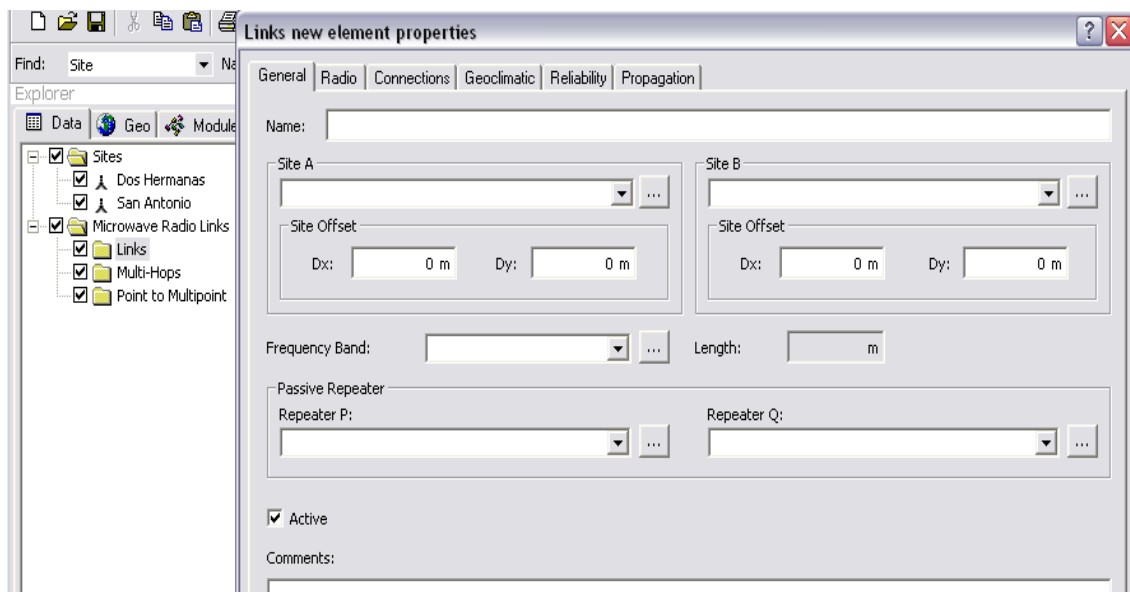 Links new element properties
Find: Site Na
Explorer
Data Geo Module
Sites
Dos Hermanas
San Antonio
Microwave Radio Links
Links
Multi-Hops
Point to Multipoint
General Radio Connections Geoclimatic Reliability Propagation
Name:
Site A Site B
... ...
Site Offset Site Offset
Dx: 0 m Dy: 0 m Dx: 0 m Dy: 0 m
Frequency Band: ... Length: m
Passive Repeater
Repeater P: Repeater Q:
... ...
Active
Comments: